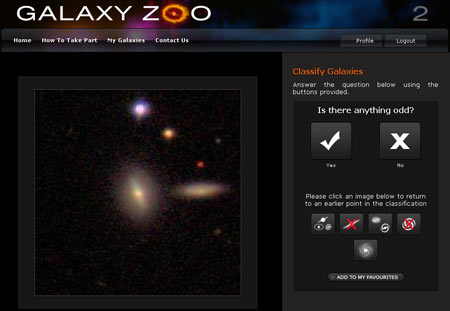 GALAXY ZOO 2
Home How To Take Part My Galaxies Contact Us Profile Logout
Classify Galaxies
Answer the question below using the
buttons provided.
Is there anything odd?
Yes No
Please click an image below to return
to an earlier point in the classification
ADD TO MY FAVOURITES